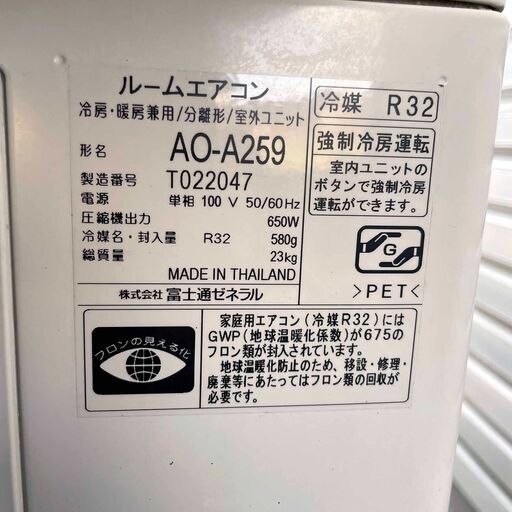 ルームエアコン
冷房・暖房兼用/分離形/室外ユニット
形名 AO-A259
製造番号 T022047
電源 単相 100 V 50/60 Hz
圧縮機出力 650W
冷媒名・封入量 R32 580g
総質量 23kg
MADE IN THAILAND
株式会社 富士通ゼネラル
冷媒 R32
強制冷房運転
室内ユニットの
ボタンで強制冷房
運転ができます。
G
>PET<
フロンの見える化
家庭用エアコン(冷媒R32)には
GWP(地球温暖化係数)が675の
フロン類が封入されています。
地球温暖化防止のため、移設・修理・
廃棄等にあたってはフロン類の回収が
必要です。